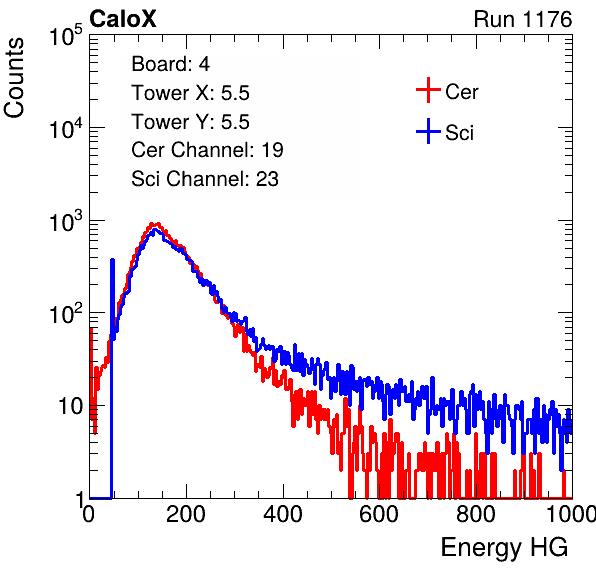 CaloX Run 1176
Counts
10^5
10^4
10^3
10^2
10
1
Board: 4
Tower X: 5.5
Tower Y: 5.5
Cer Channel: 19
Sci Channel: 23
Cer
Sci
0 200 400 600 800 1000
Energy HG